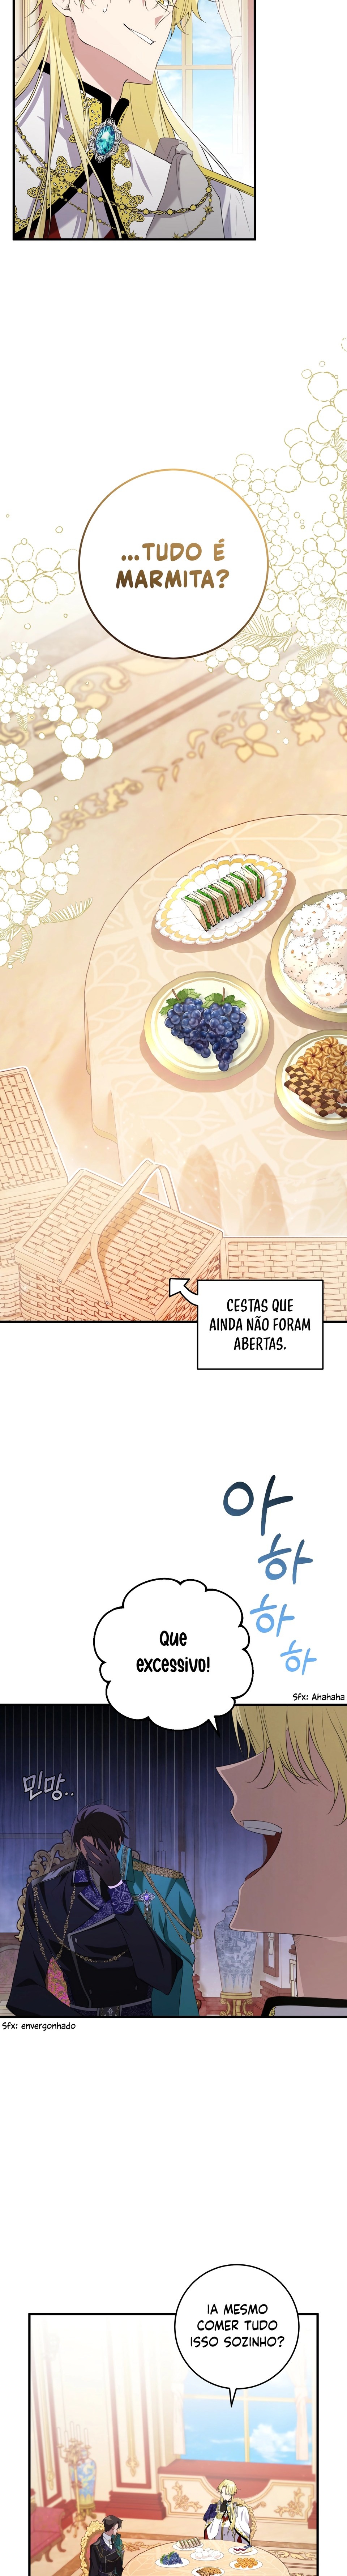 ...TUDO É
MARMITA?
CESTAS QUE
AINDA NÃO FORAM
ABERTAS.
아
하
하
하
Sfx: Ahahaha
Que
excessivo!
민망..
Sfx: envergonhado
IA MESMO
COMER TUDO
ISSO SOZINHO?